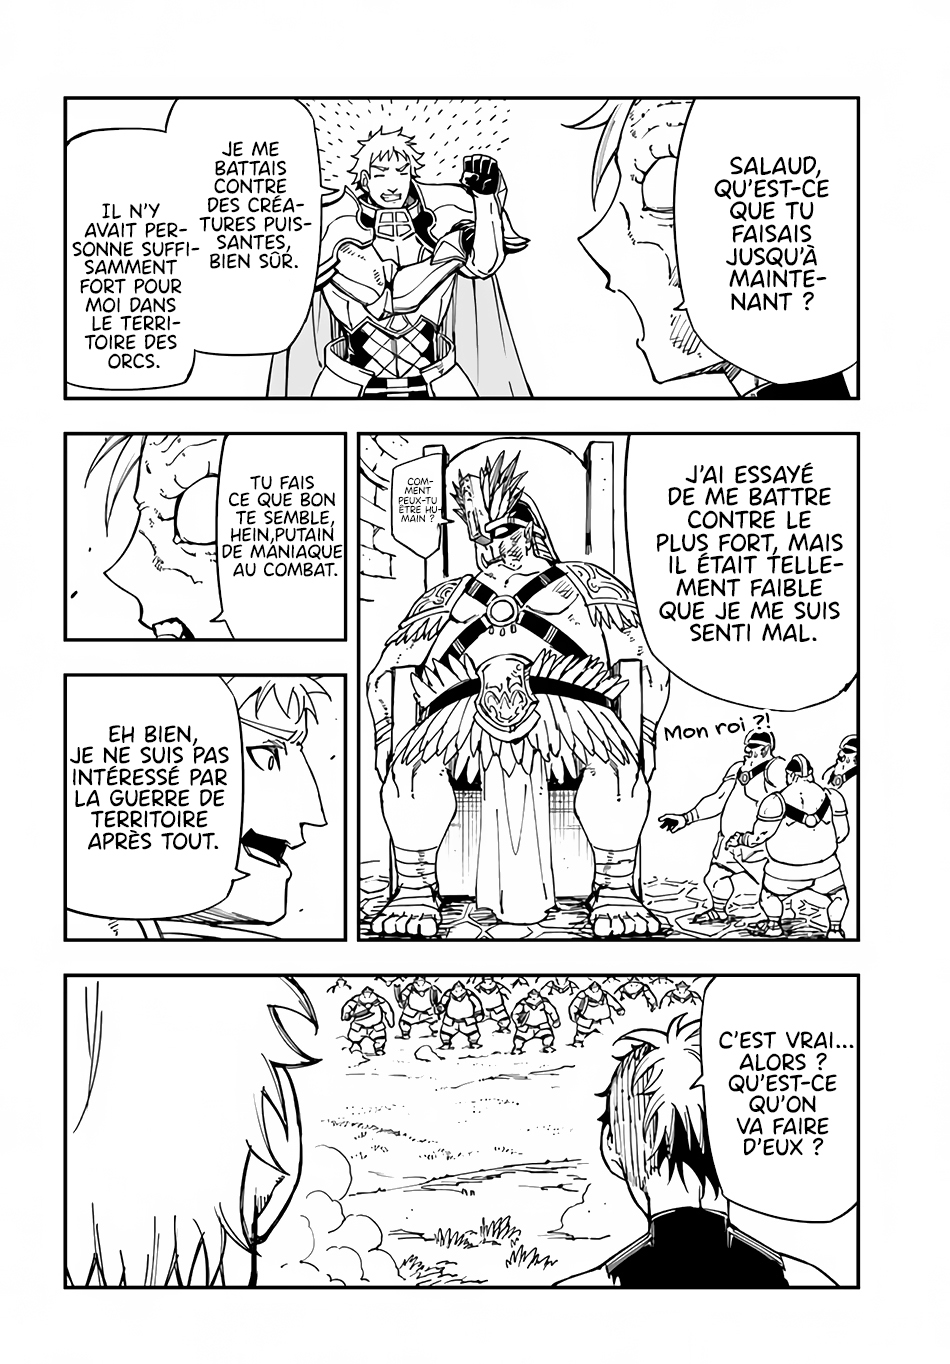 SALAUD,
QU'EST-CE
QUE TU
FAISAIS
JUSQU'À
MAINTE-
NANT ?
JE ME
BATTAIS
CONTRE
DES CRÉA-
TURES PUIS-
SANTES,
BIEN SÛR.
IL N'Y
AVAIT PER-
SONNE SUFFI-
SAMMENT
FORT POUR
MOI DANS
LE TERRI-
TOIRE DES
ORCS.
J'AI ESSAYÉ
DE ME BATTRE
CONTRE LE
PLUS FORT, MAIS
IL ÉTAIT TELLE-
MENT FAIBLE
QUE JE ME SUIS
SENTI MAL.
COM-
MENT
PEUX-TU
ÊTRE HU-
MAIN ?
Mon roi ?!
TU FAIS
CE QUE BON
TE SEMBLE,
HEIN,PUTAIN
DE MANIAQUE
AU COMBAT.
EH BIEN,
JE NE SUIS PAS
INTÉRESSÉ PAR
LA GUERRE DE
TERRITOIRE
APRÈS TOUT.
C'EST VRAI...
ALORS ?
QU'EST-CE
QU'ON
VA FAIRE
D'EUX ?